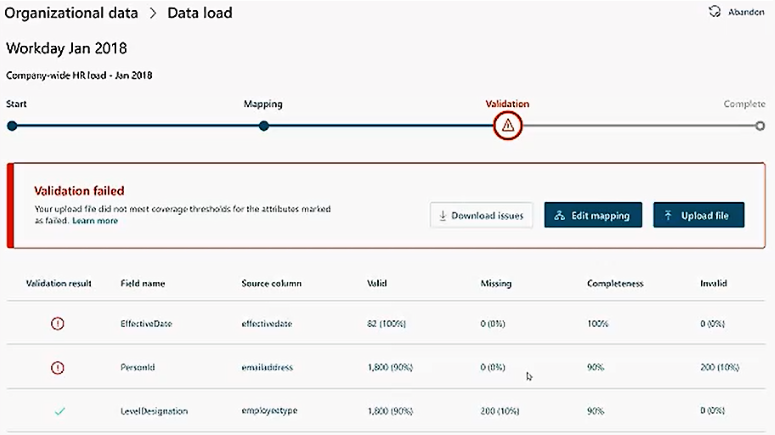 Organizational data > Data load
Abandon
Workday Jan 2018
Company-wide HR load - Jan 2018
Start Mapping Validation Complete
Validation failed
Your upload file did not meet coverage thresholds for the attributes marked
as failed. Learn more
Download issues Edit mapping Upload file
Validation result Field name Source column Valid Missing Completeness Invalid
EffectiveDate effectivedate 82 (100%) 0 (0%) 100% 0 (0%)
PersonId emailaddress 1,800 (90%) 0 (0%) 90% 200 (10%)
LevelDesignation employeetype 1,800 (90%) 200 (10%) 90% 0 (0%)